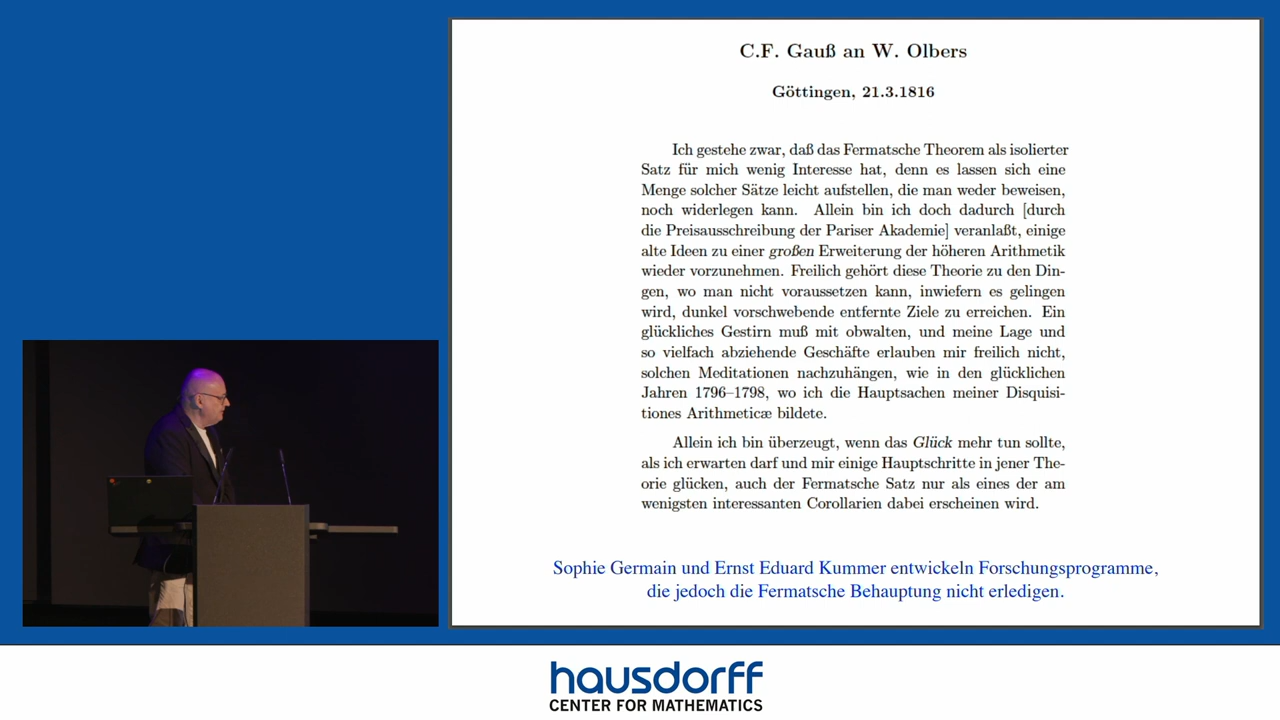 C.F. Gauß an W. Olbers
Göttingen, 21.3.1816
Ich gestehe zwar, daß das Fermatsche Theorem als isolierter
Satz für mich wenig Interesse hat, denn es lassen sich eine
Menge solcher Sätze leicht aufstellen, die man weder beweisen,
noch widerlegen kann. Allein bin ich doch dadurch [durch
die Preisausschreibung der Pariser Akademie] veranlaßt, einige
alte Ideen zu einer großen Erweiterung der höheren Arithmetik
wieder vorzunehmen. Freilich gehört diese Theorie zu den Din-
gen, wo man nicht voraussetzen kann, inwiefern es gelingen
wird, dunkel vorschwebende entfernte Ziele zu erreichen. Ein
glückliches Gestirn muß mit obwalten, und meine Lage und
so vielfach abziehende Geschäfte erlauben mir freilich nicht,
solchen Meditationen nachzuhängen, wie in den glücklichen
Jahren 1796–1798, wo ich die Hauptsachen meiner Disquisi-
tiones Arithmeticæ bildete.
Allein ich bin überzeugt, wenn das Glück mehr tun sollte,
als ich erwarten darf und mir einige Hauptschritte in jener The-
orie glücken, auch der Fermatsche Satz nur als eines der am
wenigsten interessanten Corollarien dabei erscheinen wird.
Sophie Germain und Ernst Eduard Kummer entwickeln Forschungsprogramme,
die jedoch die Fermatsche Behauptung nicht erledigen.
hausdorff
CENTER FOR MATHEMATICS